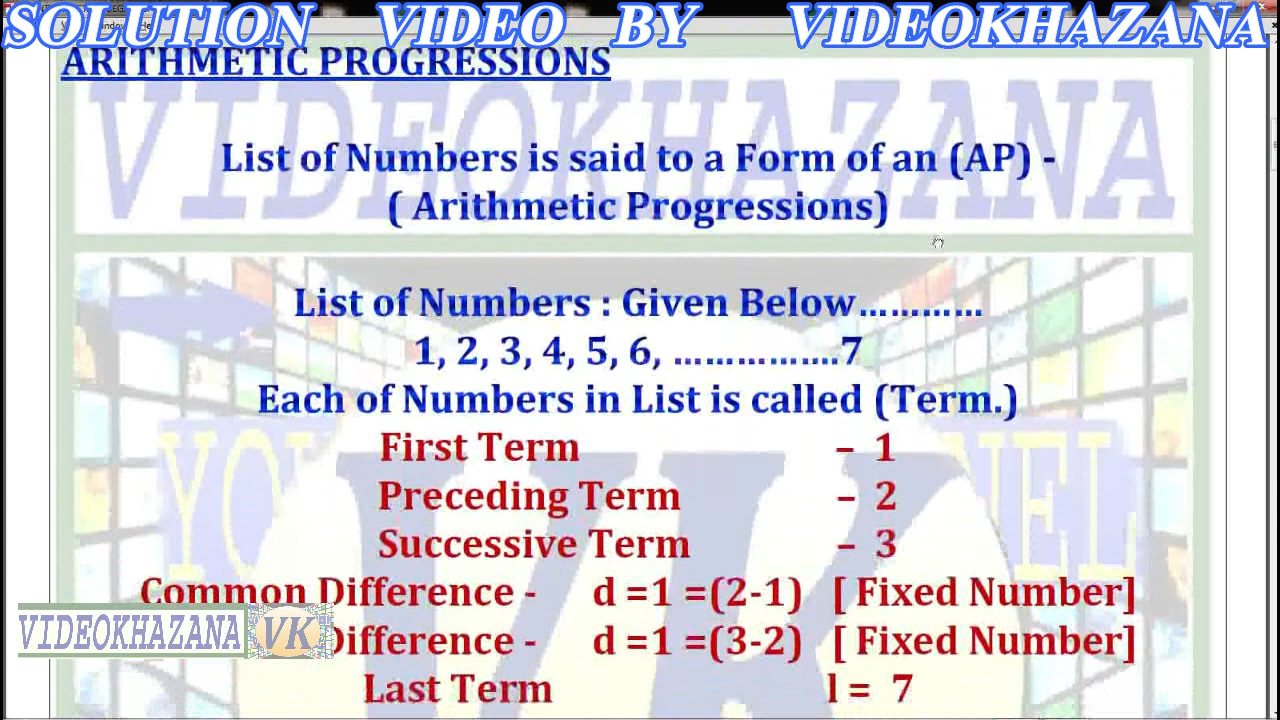 SOLUTION VIDEO BY VIDEOKHAZANA
ARITHMETIC PROGRESSIONS
VIDEOKHAZANA
List of Numbers is said to a Form of an (AP) -
( Arithmetic Progressions)
List of Numbers : Given Below…………
1, 2, 3, 4, 5, 6, …………….7
Each of Numbers in List is called (Term.)
First Term – 1
Preceding Term – 2
Successive Term – 3
Common Difference - d =1 =(2-1) [ Fixed Number]
Difference - d =1 =(3-2) [ Fixed Number]
Last Term l = 7
VIDEOKHAZANA VK
VK